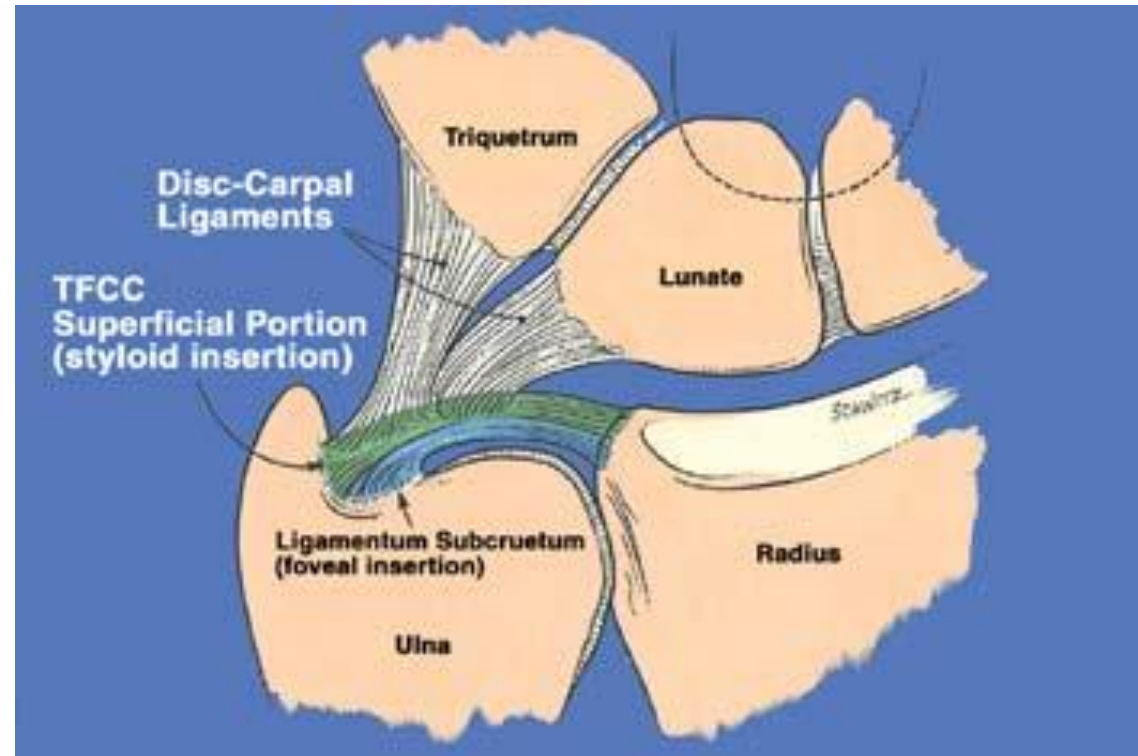 Triquetrum
Disc-Carpal
Ligaments
Lunate
TFCC
Superficial Portion
(styloid insertion)
Ligamentum Subcruetum
(foveal insertion)
Radius
Ulna